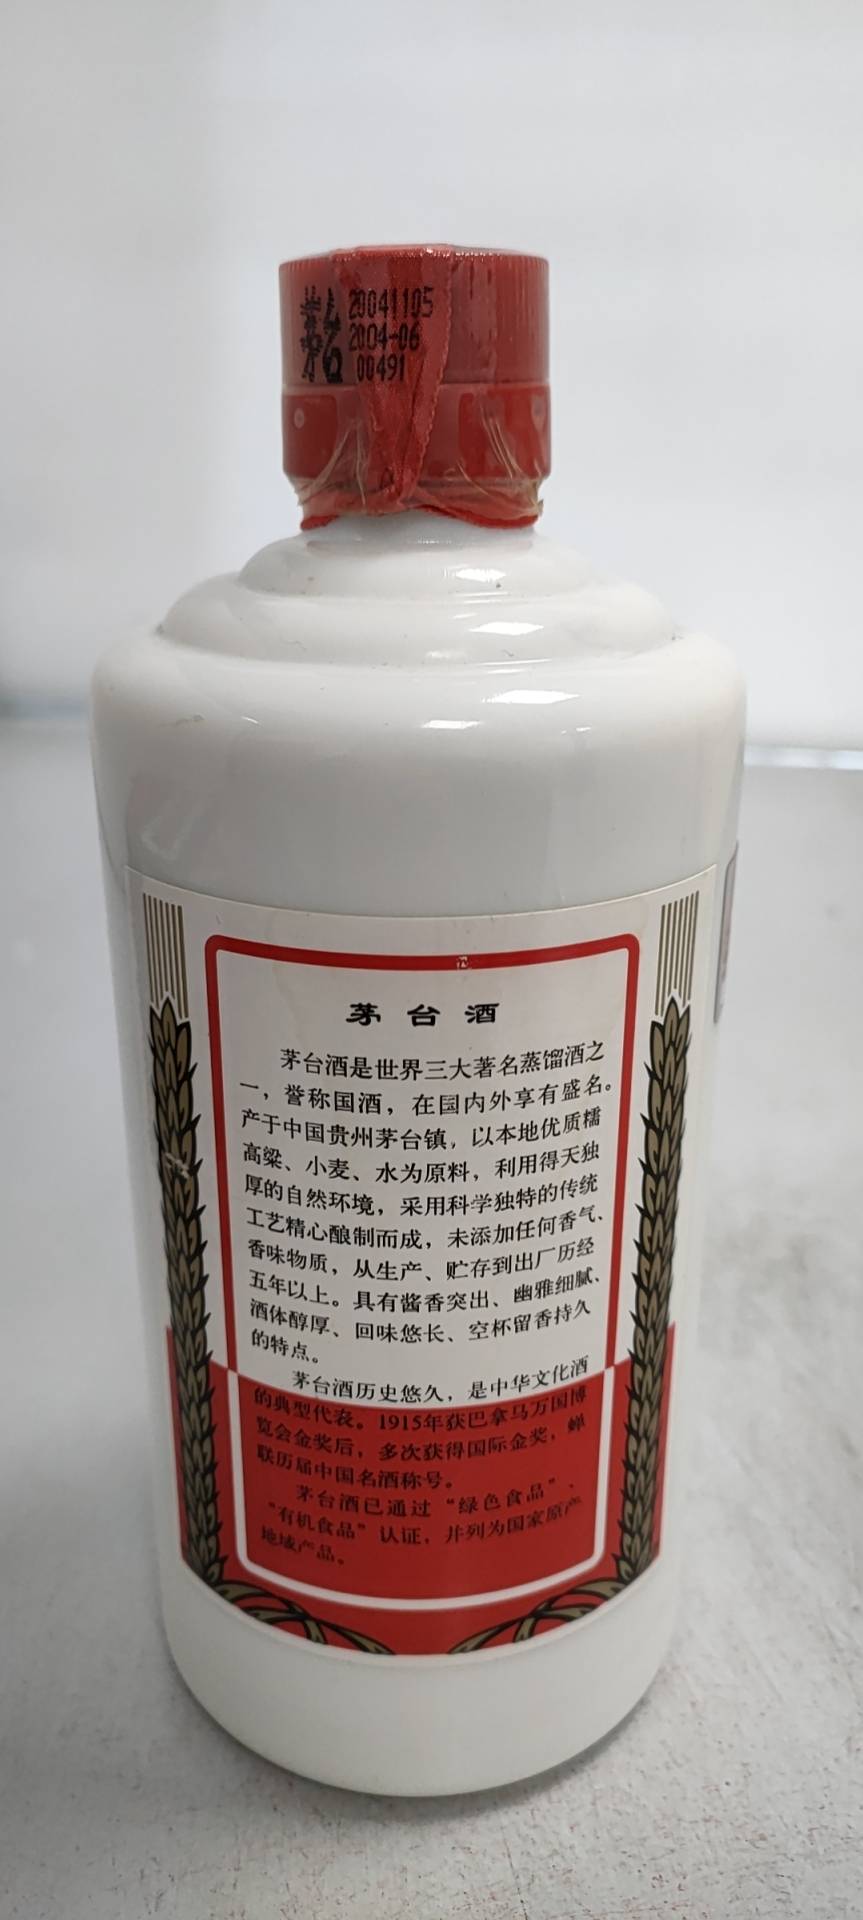 茅
20041105
2004-06
00491
茅台酒
茅台酒是世界三大著名蒸馏酒之
一，誉称国酒，在国内外享有盛名。
产于中国贵州茅台镇，以本地优质糯
高粱、小麦、水为原料，利用得天独
厚的自然环境，采用科学独特的传统
工艺精心酿制而成，未添加任何香气、
香味物质，从生产、贮存到出厂历经
五年以上。具有酱香突出、幽雅细腻、
酒体醇厚、回味悠长、空杯留香持久
的特点。
茅台酒历史悠久，是中华文化酒
的典型代表。1915年获巴拿马万国博
览会金奖后，多次获得国际金奖，蝉
联历届中国名酒称号。
茅台酒已通过“绿色食品”、
“有机食品”认证，并列为国家原产
地域产品。